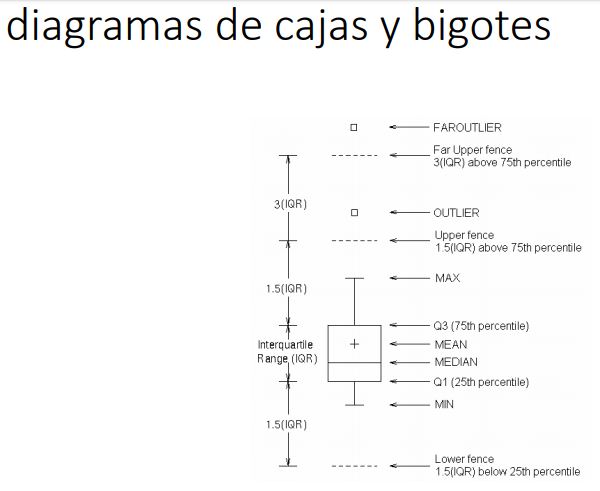 diagramas de cajas y bigotes
FAROUTLIER
Far Upper fence
3(IQR) above 75th percentile
3(IQR)
OUTLIER
Upper fence
1.5(IQR) above 75th percentile
MAX
1.5(IQR)
Q3 (75th percentile)
Interquartile
Range (IQR)
MEAN
MEDIAN
Q1 (25th percentile)
MIN
1.5(IQR)
Lower fence
1.5(IQR) below 25th percentile